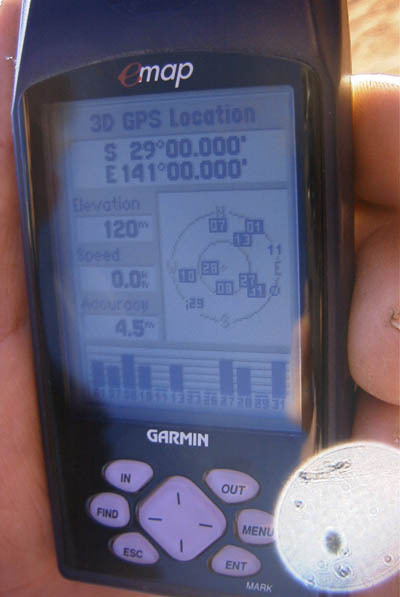 emap
3D GPS Location
S 29°00.000'
E 141°00.000'
Elevation
120m
Speed
0.0
Accuracy
4.5m
N
07 01
13
11
28
10
E
27
08 31
29
S
GARMIN
IN OUT
FIND MENU
ESC ENT
MARK